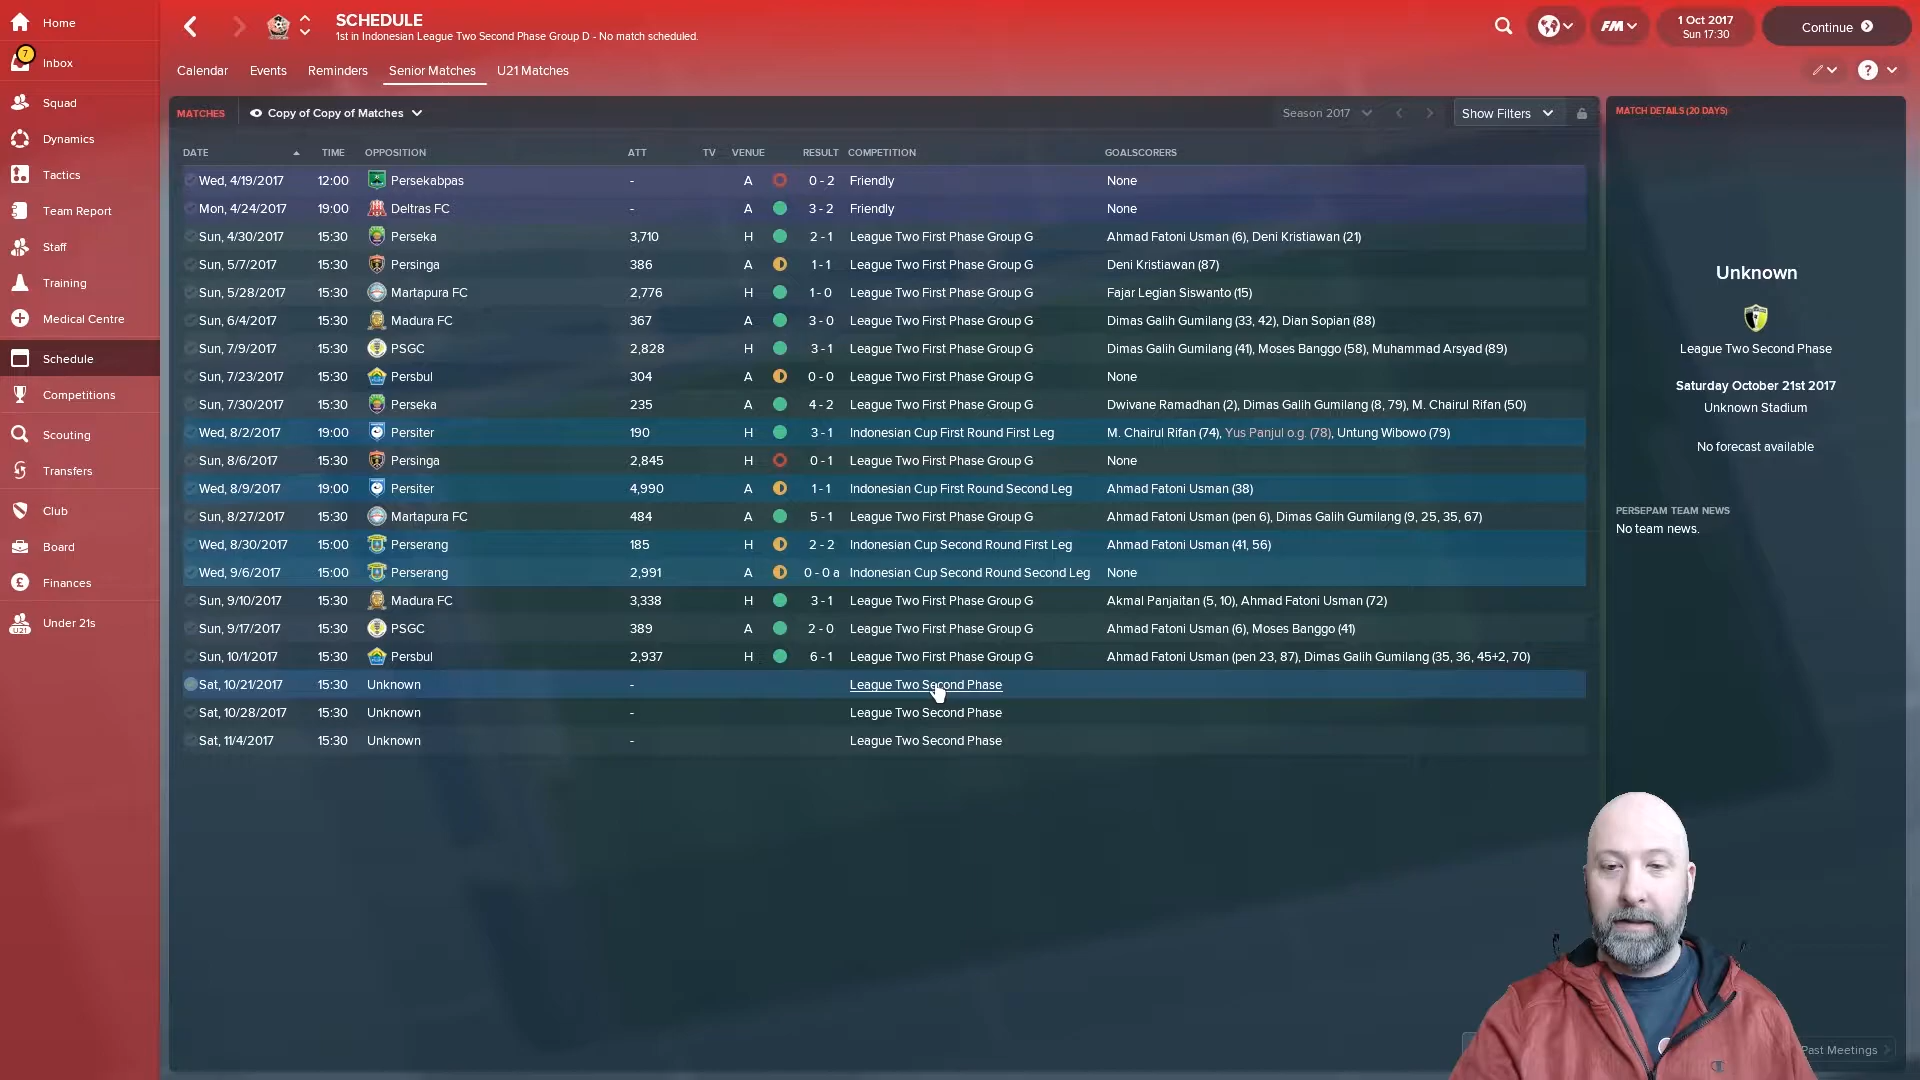 Home
7
Inbox
Squad
Dynamics
Tactics
Team Report
Staff
Training
Medical Centre
Schedule
Competitions
Scouting
Transfers
Club
Board
Finances
U21
Under 21s
SCHEDULE
1st in Indonesian League Two Second Phase Group D - No match scheduled.
FM
1 Oct 2017
Sun 17:30
Continue
Calendar Events Reminders Senior Matches U21 Matches
?
MATCHES Copy of Copy of Matches Season 2017 Show Filters
DATE TIME OPPOSITION ATT TV VENUE RESULT COMPETITION GOALSCORERS
Wed, 4/19/2017 12:00 Persekabpas - A 0 - 2 Friendly None
Mon, 4/24/2017 19:00 Deltras FC - A 3 - 2 Friendly None
Sun, 4/30/2017 15:30 Perseka 3,710 H 2 - 1 League Two First Phase Group G Ahmad Fatoni Usman (6), Deni Kristiawan (21)
Sun, 5/7/2017 15:30 Persinga 386 A 1 - 1 League Two First Phase Group G Deni Kristiawan (87)
Sun, 5/28/2017 15:30 Martapura FC 2,776 H 1 - 0 League Two First Phase Group G Fajar Legian Siswanto (15)
Sun, 6/4/2017 15:30 Madura FC 367 A 3 - 0 League Two First Phase Group G Dimas Galih Gumilang (33, 42), Dian Sopian (88)
Sun, 7/9/2017 15:30 PSGC 2,828 H 3 - 1 League Two First Phase Group G Dimas Galih Gumilang (41), Moses Banggo (58), Muhammad Arsyad (89)
Sun, 7/23/2017 15:30 Persbul 304 A 0 - 0 League Two First Phase Group G None
Sun, 7/30/2017 15:30 Perseka 235 A 4 - 2 League Two First Phase Group G Dwivane Ramadhan (2), Dimas Galih Gumilang (8, 79), M. Chairul Rifan (50)
Wed, 8/2/2017 19:00 Persiter 190 H 3 - 1 Indonesian Cup First Round First Leg M. Chairul Rifan (74), Yus Panjul o.g. (78), Untung Wibowo (79)
Sun, 8/6/2017 15:30 Persinga 2,845 H 0 - 1 League Two First Phase Group G None
Wed, 8/9/2017 19:00 Persiter 4,990 A 1 - 1 Indonesian Cup First Round Second Leg Ahmad Fatoni Usman (38)
Sun, 8/27/2017 15:30 Martapura FC 484 A 5 - 1 League Two First Phase Group G Ahmad Fatoni Usman (pen 6), Dimas Galih Gumilang (9, 25, 35, 67)
Wed, 8/30/2017 15:00 Perserang 185 H 2 - 2 Indonesian Cup Second Round First Leg Ahmad Fatoni Usman (41, 56)
Wed, 9/6/2017 15:00 Perserang 2,991 A 0 - 0 a Indonesian Cup Second Round Second Leg None
Sun, 9/10/2017 15:30 Madura FC 3,338 H 3 - 1 League Two First Phase Group G Akmal Panjaitan (5, 10), Ahmad Fatoni Usman (72)
Sun, 9/17/2017 15:30 PSGC 389 A 2 - 0 League Two First Phase Group G Ahmad Fatoni Usman (6), Moses Banggo (41)
Sun, 10/1/2017 15:30 Persbul 2,937 H 6 - 1 League Two First Phase Group G Ahmad Fatoni Usman (pen 23, 87), Dimas Galih Gumilang (35, 36, 45+2, 70)
Sat, 10/21/2017 15:30 Unknown - League Two Second Phase
Sat, 10/28/2017 15:30 Unknown - League Two Second Phase
Sat, 11/4/2017 15:30 Unknown - League Two Second Phase
MATCH DETAILS (20 DAYS)
Unknown
League Two Second Phase
Saturday October 21st 2017
Unknown Stadium
No forecast available
PERSEPAM TEAM NEWS
No team news.
Past Meetings